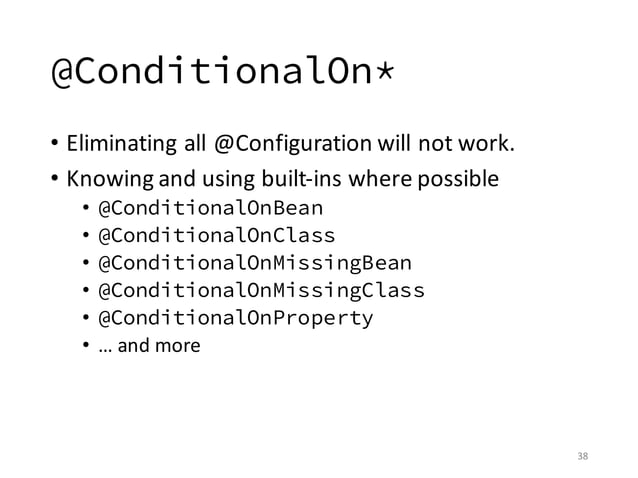 @ConditionalOn*
• Eliminating all @Configuration will not work.
• Knowing and using built-ins where possible
• @ConditionalOnBean
• @ConditionalOnClass
• @ConditionalOnMissingBean
• @ConditionalOnMissingClass
• @ConditionalOnProperty
• … and more
38